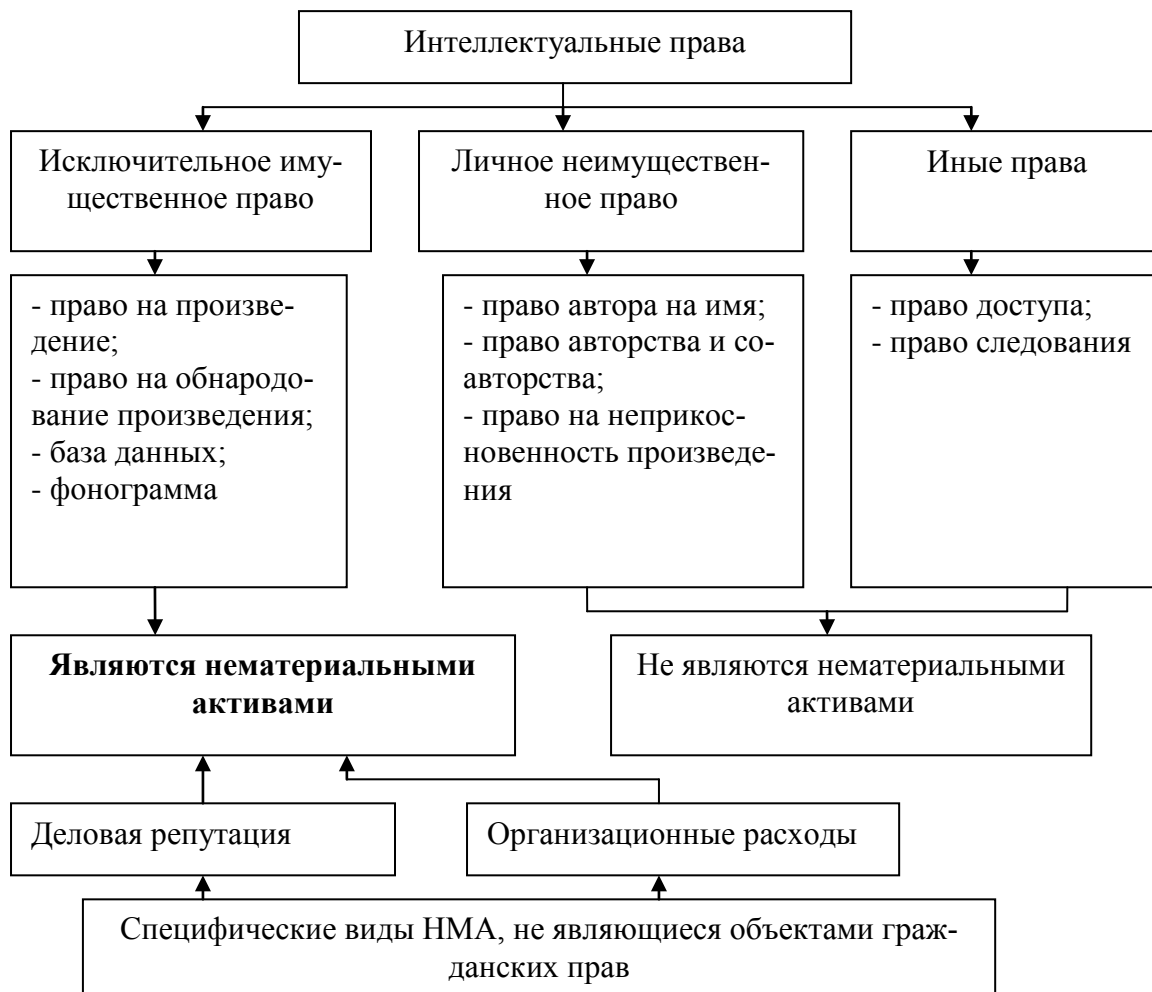 Интеллектуальные права
Исключительное иму-
щественное право
Личное неимуществен-
ное право
Иные права
- право на произве-
дение;
- право на обнародо-
вание произведения;
- база данных;
- фонограмма
- право автора на имя;
- право авторства и со-
авторства;
- право на неприкос-
новенность произведе-
ния
- право доступа;
- право следования
Являются нематериальными
активами
Не являются нематериальными
активами
Деловая репутация
Организационные расходы
Специфические виды НМА, не являющиеся объектами граж-
данских прав